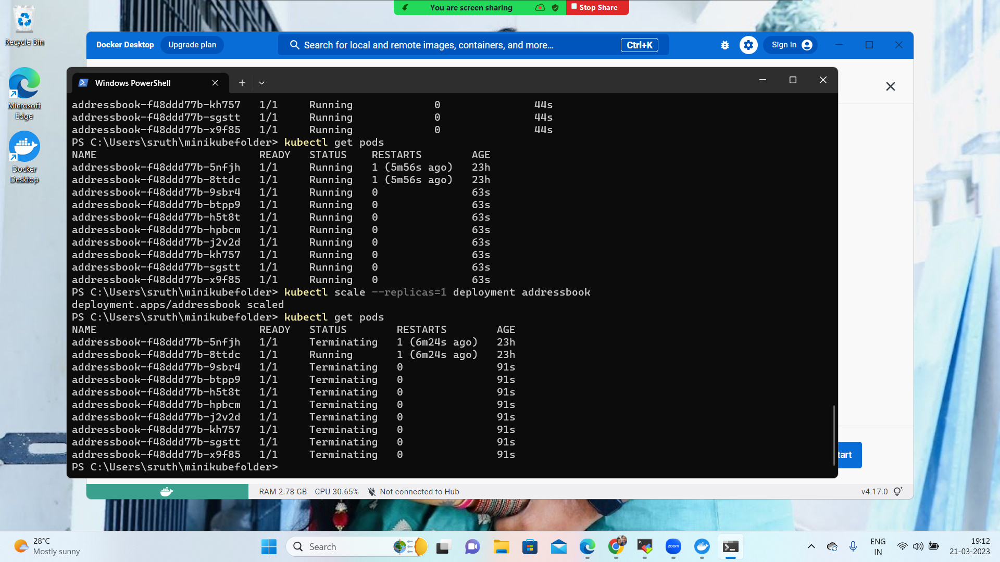 You are screen sharing
Stop Share
Recycle Bin
Docker Desktop
Upgrade plan
Search for local and remote images, containers, and more...
Ctrl+K
Sign in
Windows PowerShell
Microsoft
Edge
Docker
Desktop
addressbook-f48ddd77b-kh757 1/1 Running 0 44s
addressbook-f48ddd77b-sgstt 1/1 Running 0 44s
addressbook-f48ddd77b-x9f85 1/1 Running 0 44s
PS C:\Users\sruth\minikubefolder> kubectl get pods
NAME READY STATUS RESTARTS AGE
addressbook-f48ddd77b-5nfjh 1/1 Running 1 (5m56s ago) 23h
addressbook-f48ddd77b-8ttdc 1/1 Running 1 (5m56s ago) 23h
addressbook-f48ddd77b-9sbr4 1/1 Running 0 63s
addressbook-f48ddd77b-btpp9 1/1 Running 0 63s
addressbook-f48ddd77b-h5t8t 1/1 Running 0 63s
addressbook-f48ddd77b-hpbcm 1/1 Running 0 63s
addressbook-f48ddd77b-j2v2d 1/1 Running 0 63s
addressbook-f48ddd77b-kh757 1/1 Running 0 63s
addressbook-f48ddd77b-sgstt 1/1 Running 0 63s
addressbook-f48ddd77b-x9f85 1/1 Running 0 63s
PS C:\Users\sruth\minikubefolder> kubectl scale --replicas=1 deployment addressbook
deployment.apps/addressbook scaled
PS C:\Users\sruth\minikubefolder> kubectl get pods
NAME READY STATUS RESTARTS AGE
addressbook-f48ddd77b-5nfjh 1/1 Terminating 1 (6m24s ago) 23h
addressbook-f48ddd77b-8ttdc 1/1 Running 1 (6m24s ago) 23h
addressbook-f48ddd77b-9sbr4 1/1 Terminating 0 91s
addressbook-f48ddd77b-btpp9 1/1 Terminating 0 91s
addressbook-f48ddd77b-h5t8t 1/1 Terminating 0 91s
addressbook-f48ddd77b-hpbcm 1/1 Terminating 0 91s
addressbook-f48ddd77b-j2v2d 1/1 Terminating 0 91s
addressbook-f48ddd77b-kh757 1/1 Terminating 0 91s
addressbook-f48ddd77b-sgstt 1/1 Terminating 0 91s
addressbook-f48ddd77b-x9f85 1/1 Terminating 0 91s
PS C:\Users\sruth\minikubefolder>
tart
RAM 2.78 GB CPU 30.65% Not connected to Hub
v4.17.0
28°C
Mostly sunny
Search
zoom
ENG
IN
19:12
21-03-2023